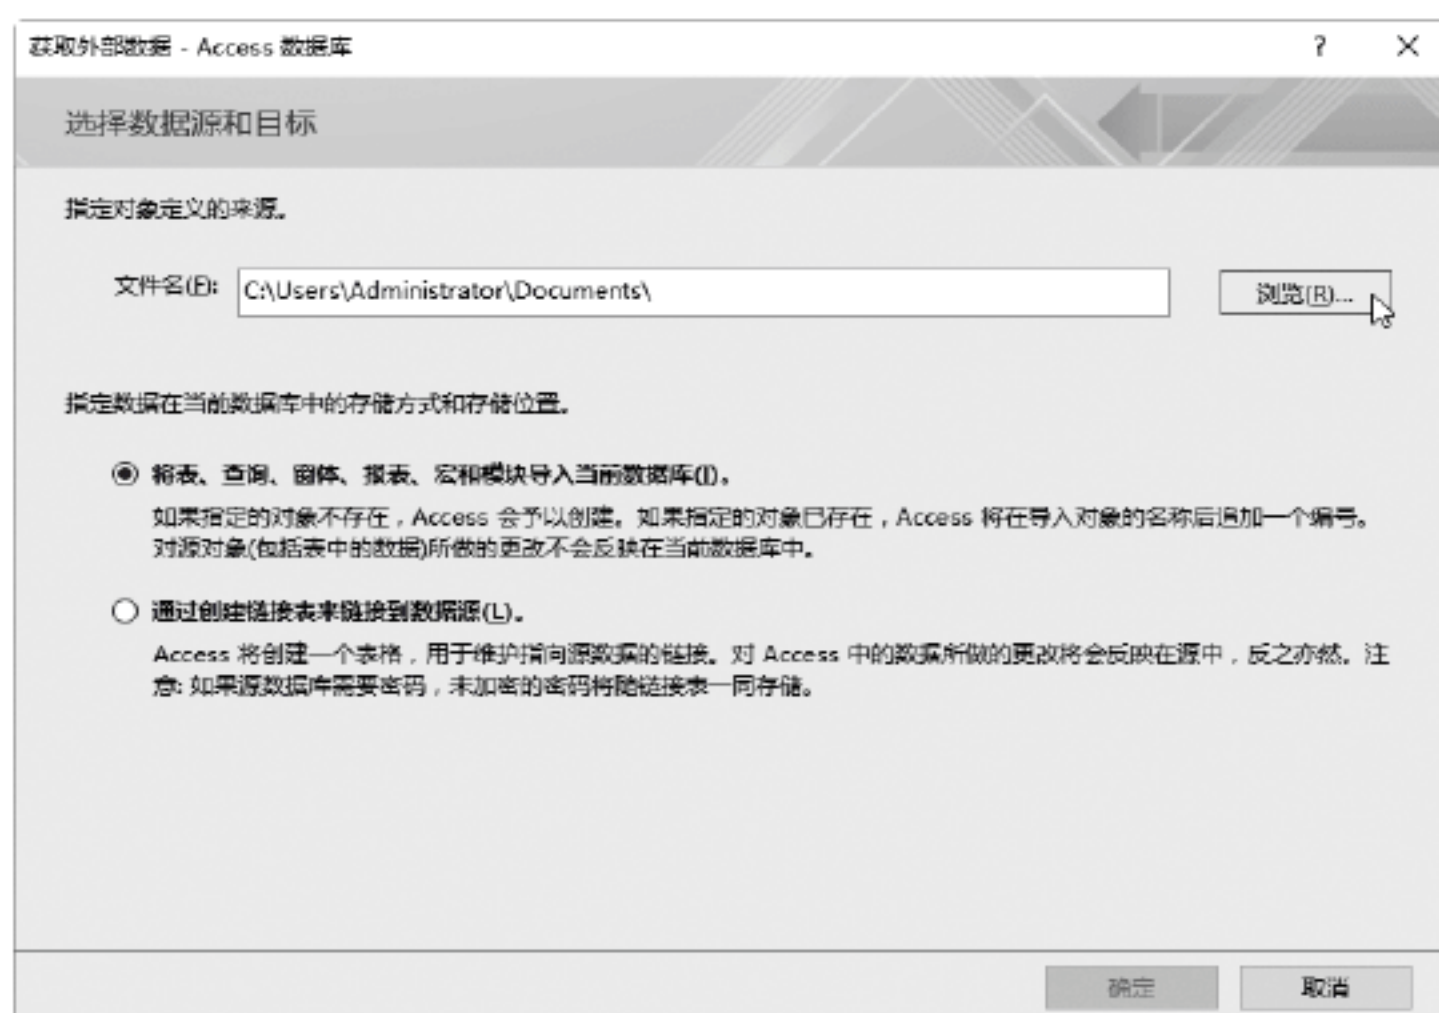 获取外部数据 - Access 数据库
?
选择数据源和目标
指定对象定义的来源。
文件名(F):
C:\Users\Administrator\Documents\
浏览(R)...
指定数据在当前数据库中的存储方式和存储位置。
将表、查询、窗体、报表、宏和模块导入当前数据库(I)。
如果指定的对象不存在，Access 会予以创建。如果指定的对象已存在，Access 将在导入对象的名称后追加一个编号。
对源对象(包括表中的数据)所做的更改不会反映在当前数据库中。
通过创建链接表来链接到数据源(L)。
Access 将创建一个表格，用于维护指向源数据的链接。对 Access 中的数据所做的更改将会反映在源中，反之亦然。注
意: 如果源数据库需要密码，未加密的密码将随链接表一同存储。
确定
取消